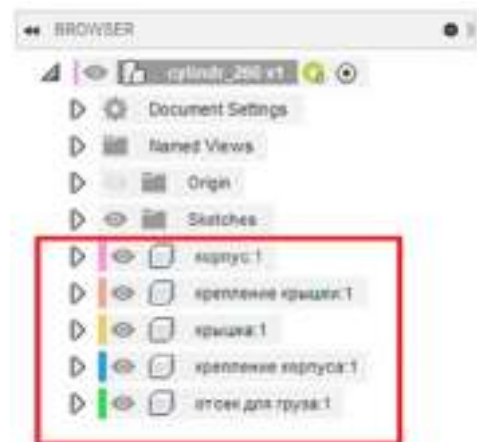 BROWSER
cylindr_260 v1
Document Settings
Named Views
Origin
Sketches
корпус:1
крепление крышки:1
крышка:1
крепление корпуса:1
отсек для груза:1